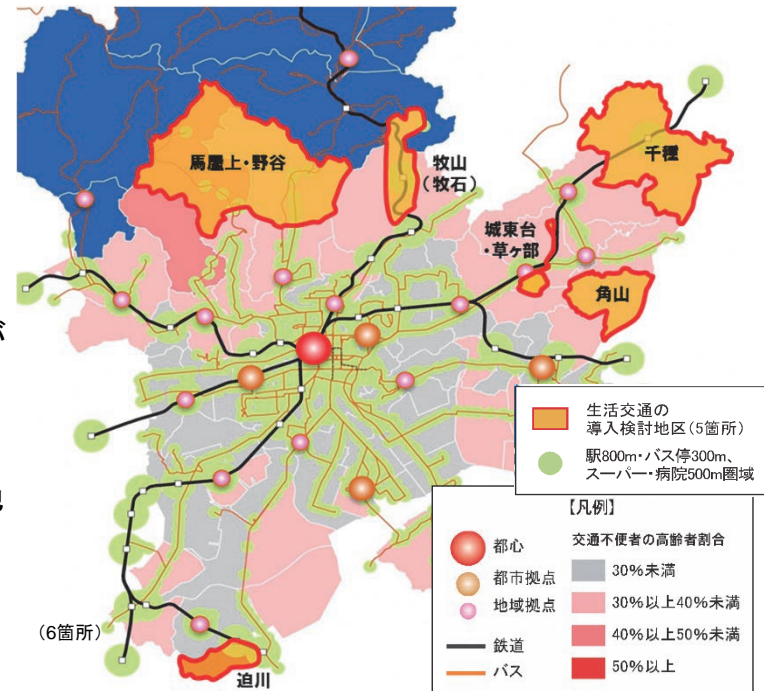 馬屋上・野谷
牧山
(牧石)
千種
城東台
・草ヶ部
角山
が
生活交通の
導入検討地区(5箇所)
駅800m・バス停300m、
スーパー・病院500m圏域
【凡例】
都心
都市拠点
地域拠点
鉄道
バス
交通不便者の高齢者割合
30%未満
30%以上40%未満
40%以上50%未満
50%以上
(6箇所)
迫川